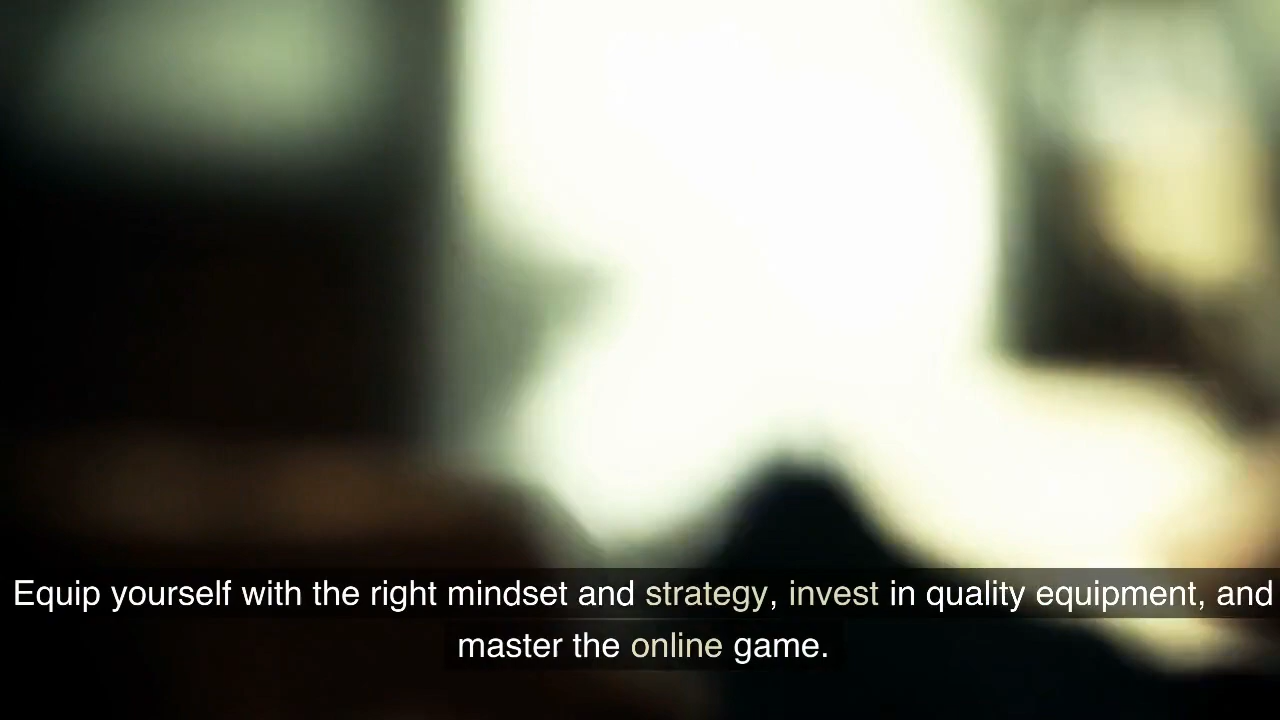 Equip yourself with the right mindset and strategy, invest in quality equipment, and
master the online game.